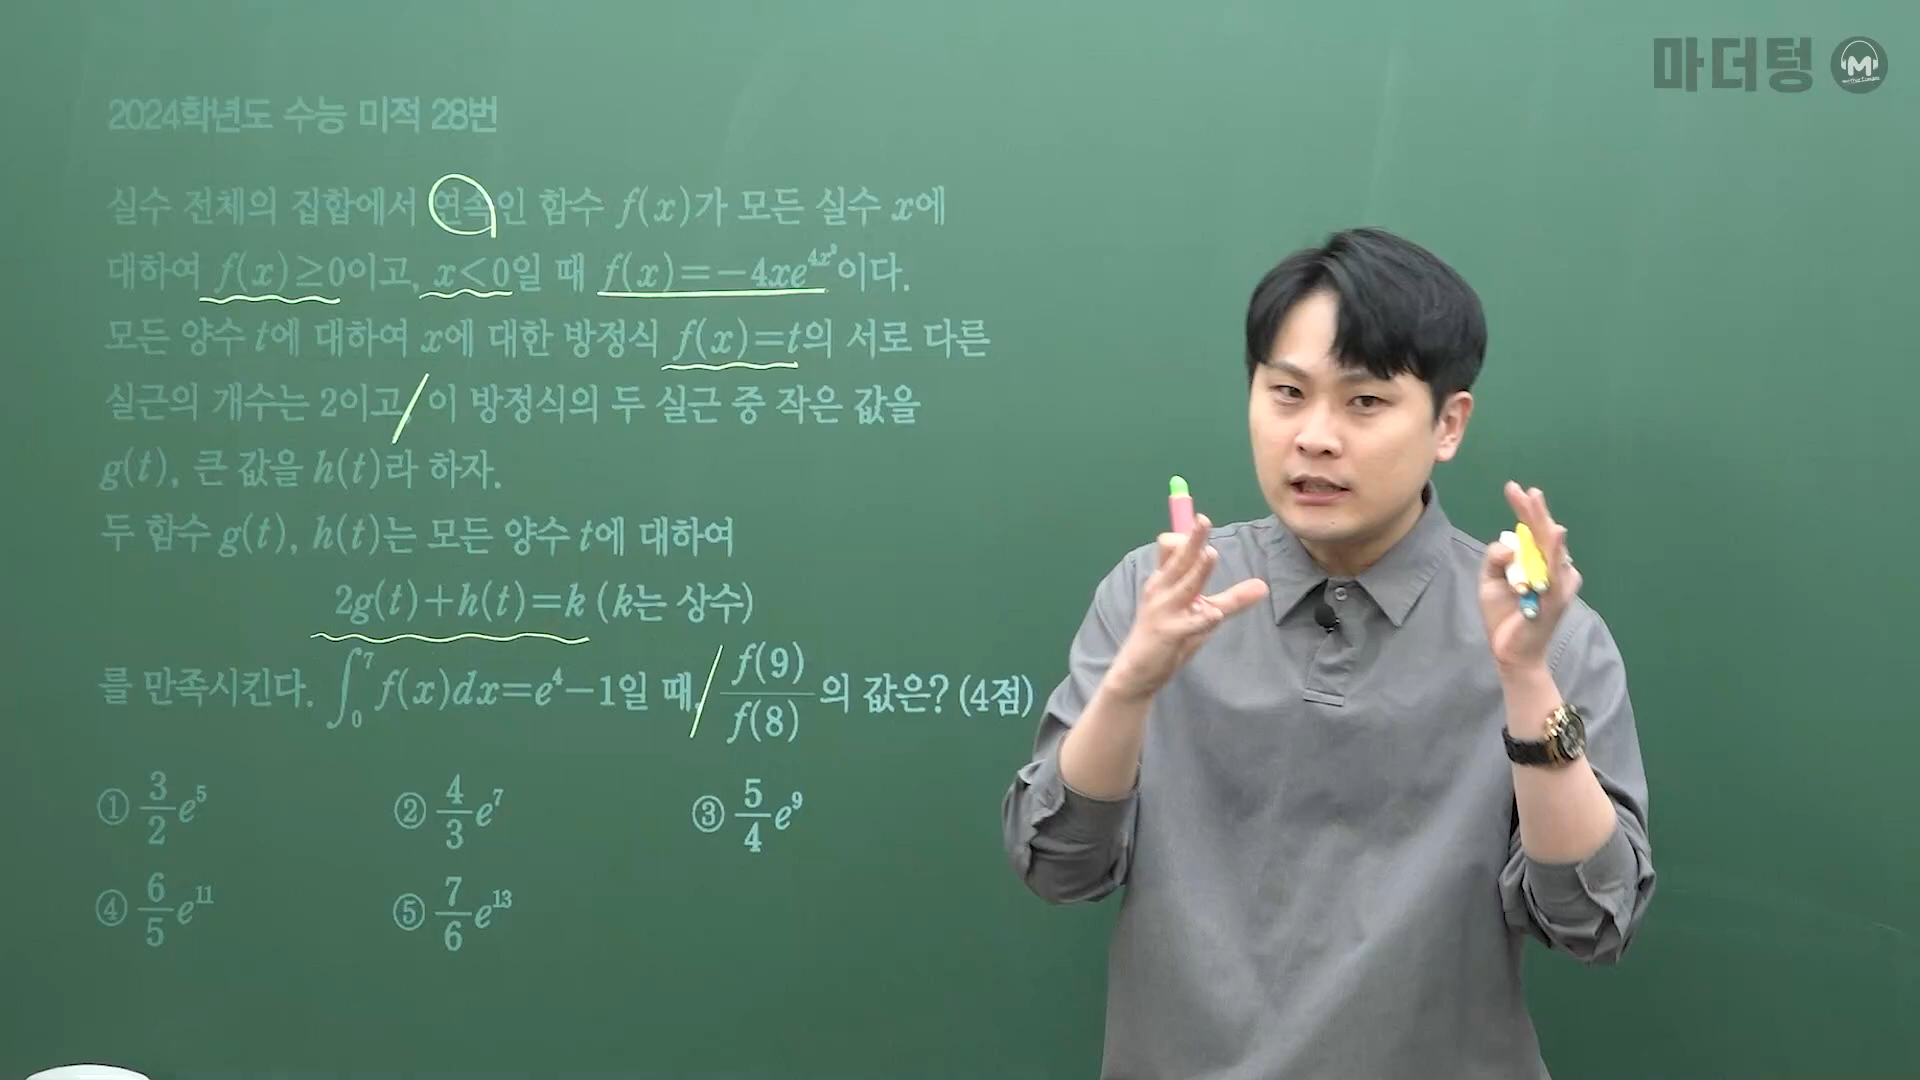 마더텅 M
2024학년도 수능 미적 28번
실수 전체의 집합에서 연속인 함수 f(x)가 모든 실수 x에
대하여 f(x)≥0이고, x<0일 때 f(x)=-4xe^{4x²}이다.
모든 양수 t에 대하여 x에 대한 방정식 f(x)=t의 서로 다른
실근의 개수는 2이고 이 방정식의 두 실근 중 작은 값을
g(t), 큰 값을 h(t)라 하자.
두 함수 g(t), h(t)는 모든 양수 t에 대하여
2g(t)+h(t)=k (k는 상수)
를 만족시킨다. ∫₀⁷ f(x)dx=e⁴-1일 때, f(9)/f(8)의 값은? (4점)
① 3/2 e⁵ ② 4/3 e⁷ ③ 5/4 e⁹
④ 6/5 e¹¹ ⑤ 7/6 e¹³